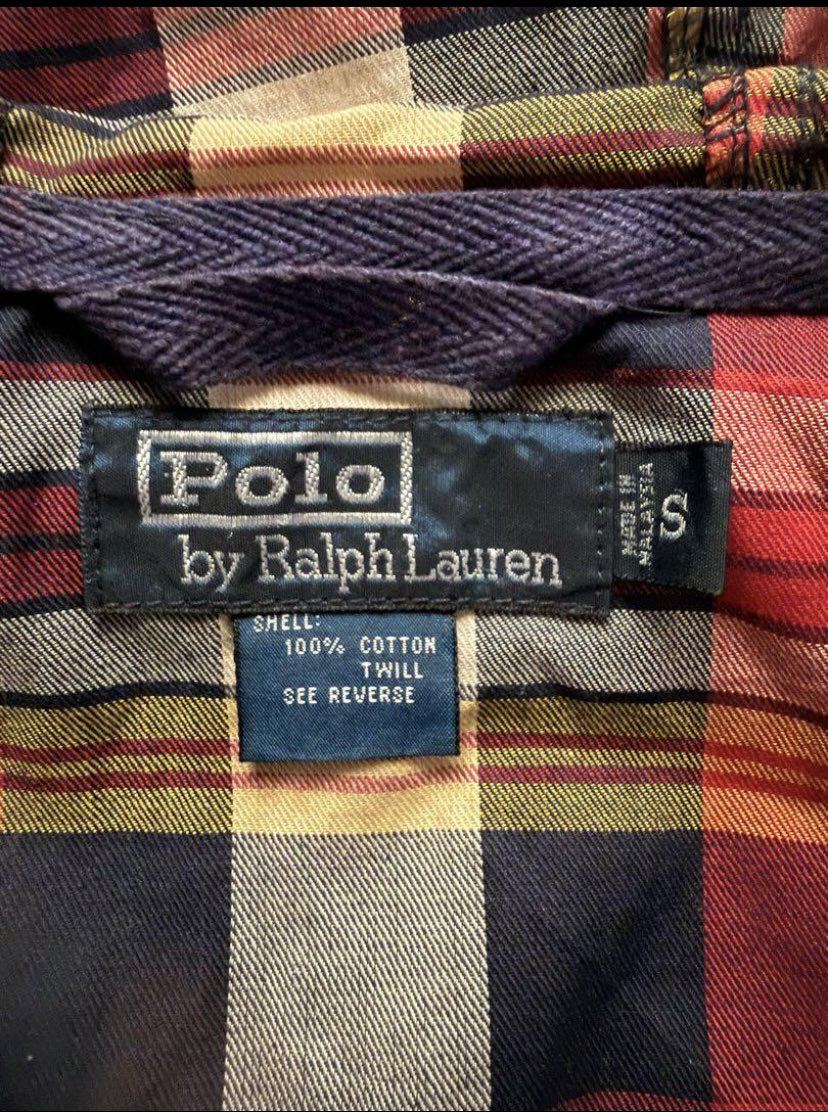 Polo
by Ralph Lauren
MADE IN
MALAYSIA
S
SHELL:
100% COTTON
TWILL
SEE REVERSE